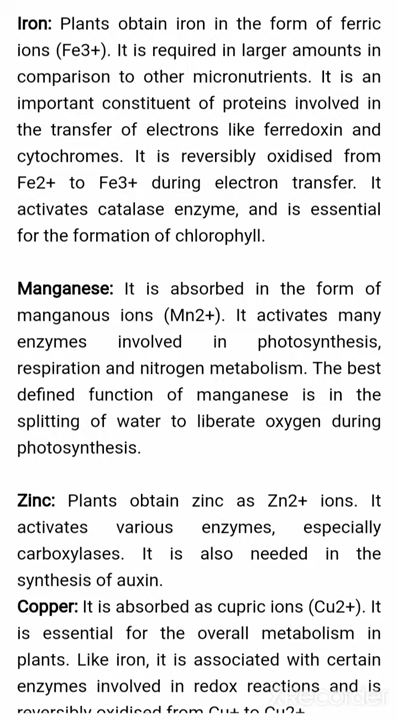 Iron: Plants obtain iron in the form of ferric
ions (Fe3+). It is required in larger amounts in
comparison to other micronutrients. It is an
important constituent of proteins involved in
the transfer of electrons like ferredoxin and
cytochromes. It is reversibly oxidised from
Fe2+ to Fe3+ during electron transfer. It
activates catalase enzyme, and is essential
for the formation of chlorophyll.
Manganese: It is absorbed in the form of
manganous ions (Mn2+). It activates many
enzymes involved in photosynthesis,
respiration and nitrogen metabolism. The best
defined function of manganese is in the
splitting of water to liberate oxygen during
photosynthesis.
Zinc: Plants obtain zinc as Zn2+ ions. It
activates various enzymes, especially
carboxylases. It is also needed in the
synthesis of auxin.
Copper: It is absorbed as cupric ions (Cu2+). It
is essential for the overall metabolism in
plants. Like iron, it is associated with certain
enzymes involved in redox reactions and is
reversibly oxidised from Cu+ to Cu2+